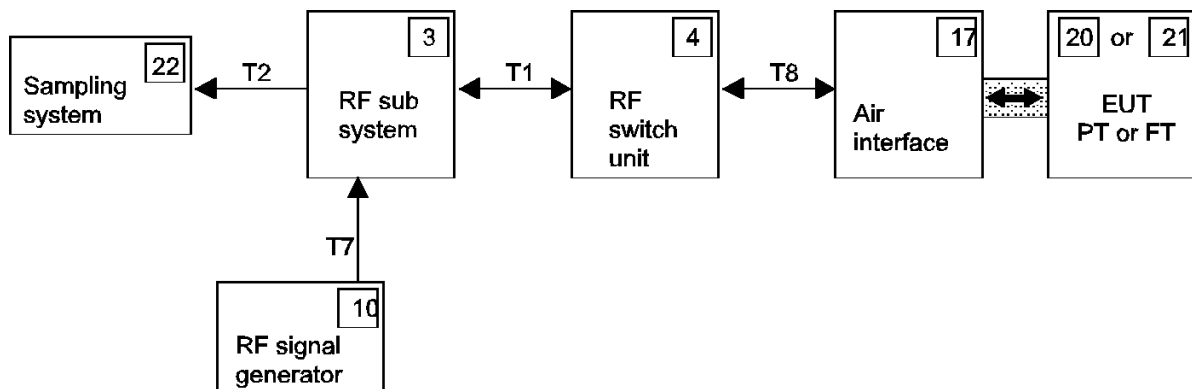 22
Sampling
system
T2
3
RF sub
system
T1
4
RF
switch
unit
T8
17
Air
interface
20 or 21
EUT
PT or FT
T7
10
RF signal
generator